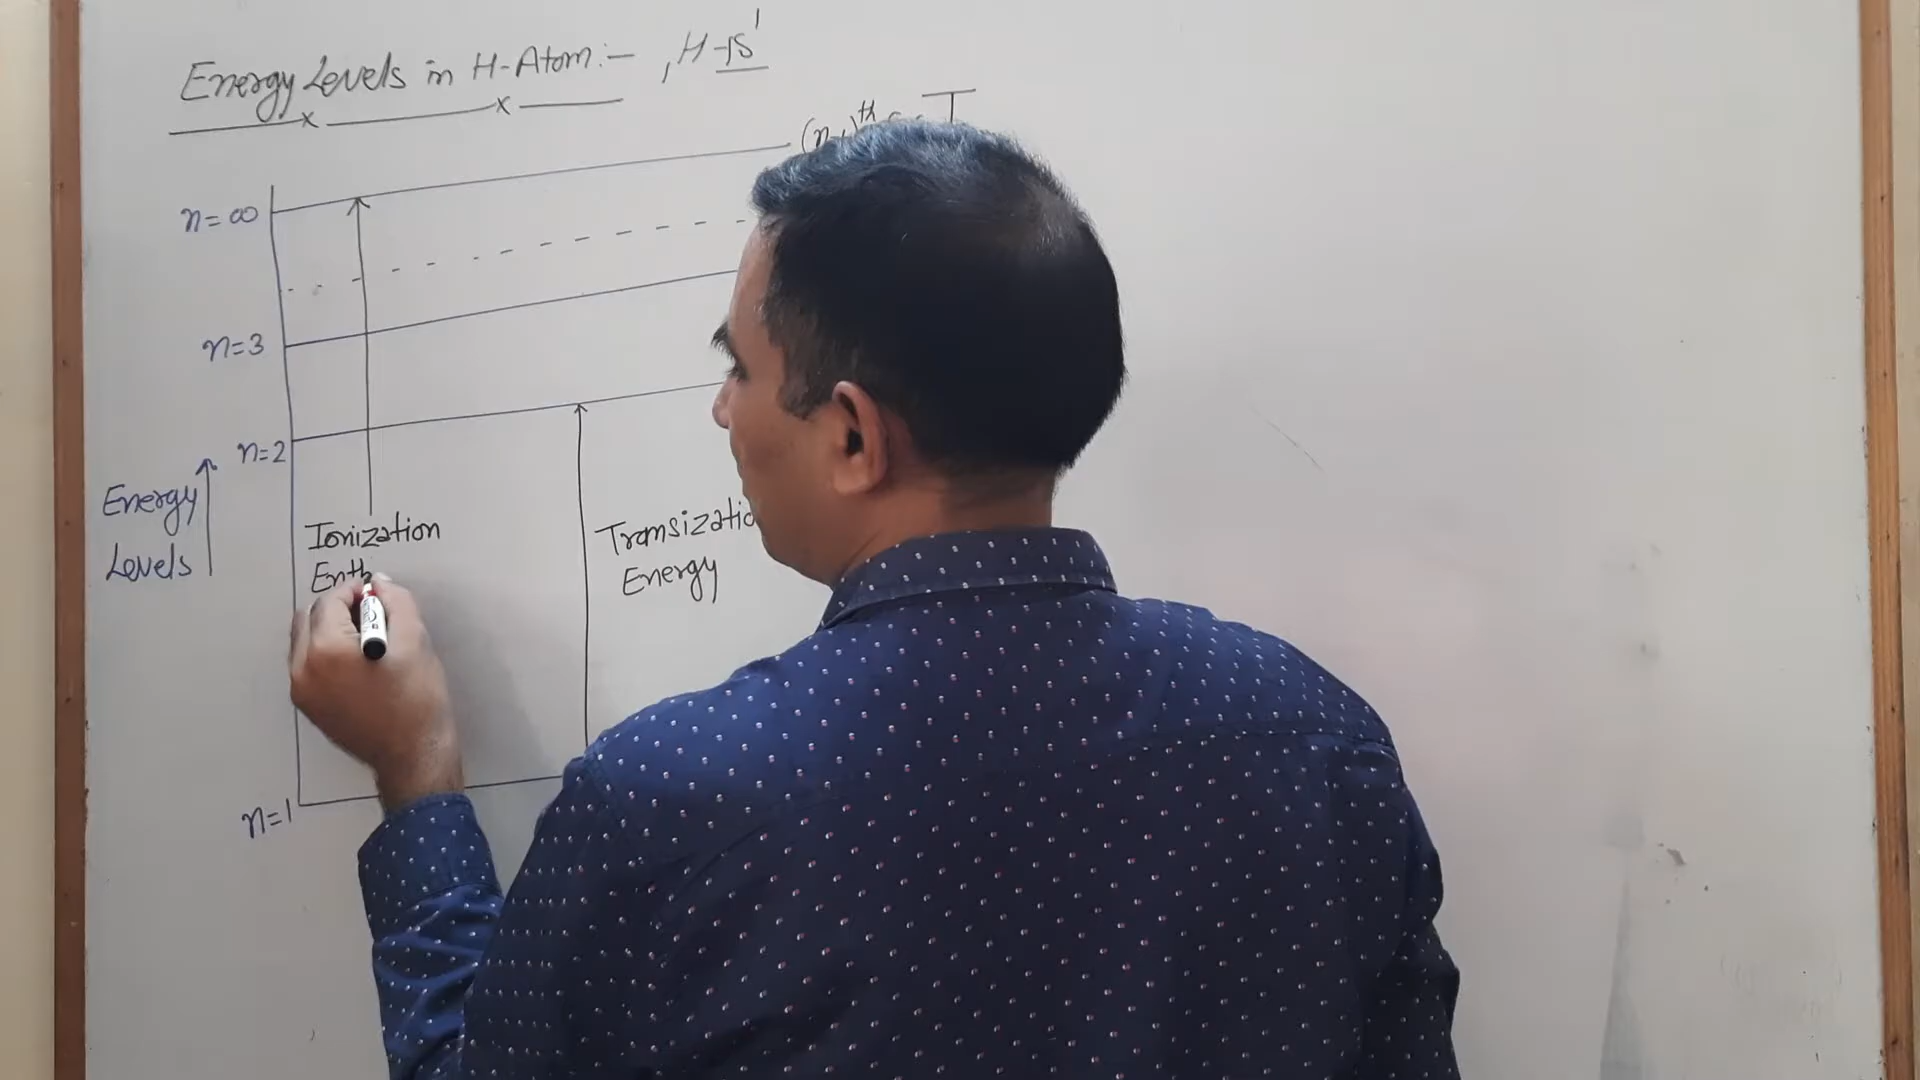 Energy Levels in H-Atom:- , H-1s¹
n=∞
n=3
n=2
Energy
Levels
Ionization
Enth
Transizatio
Energy
n=1